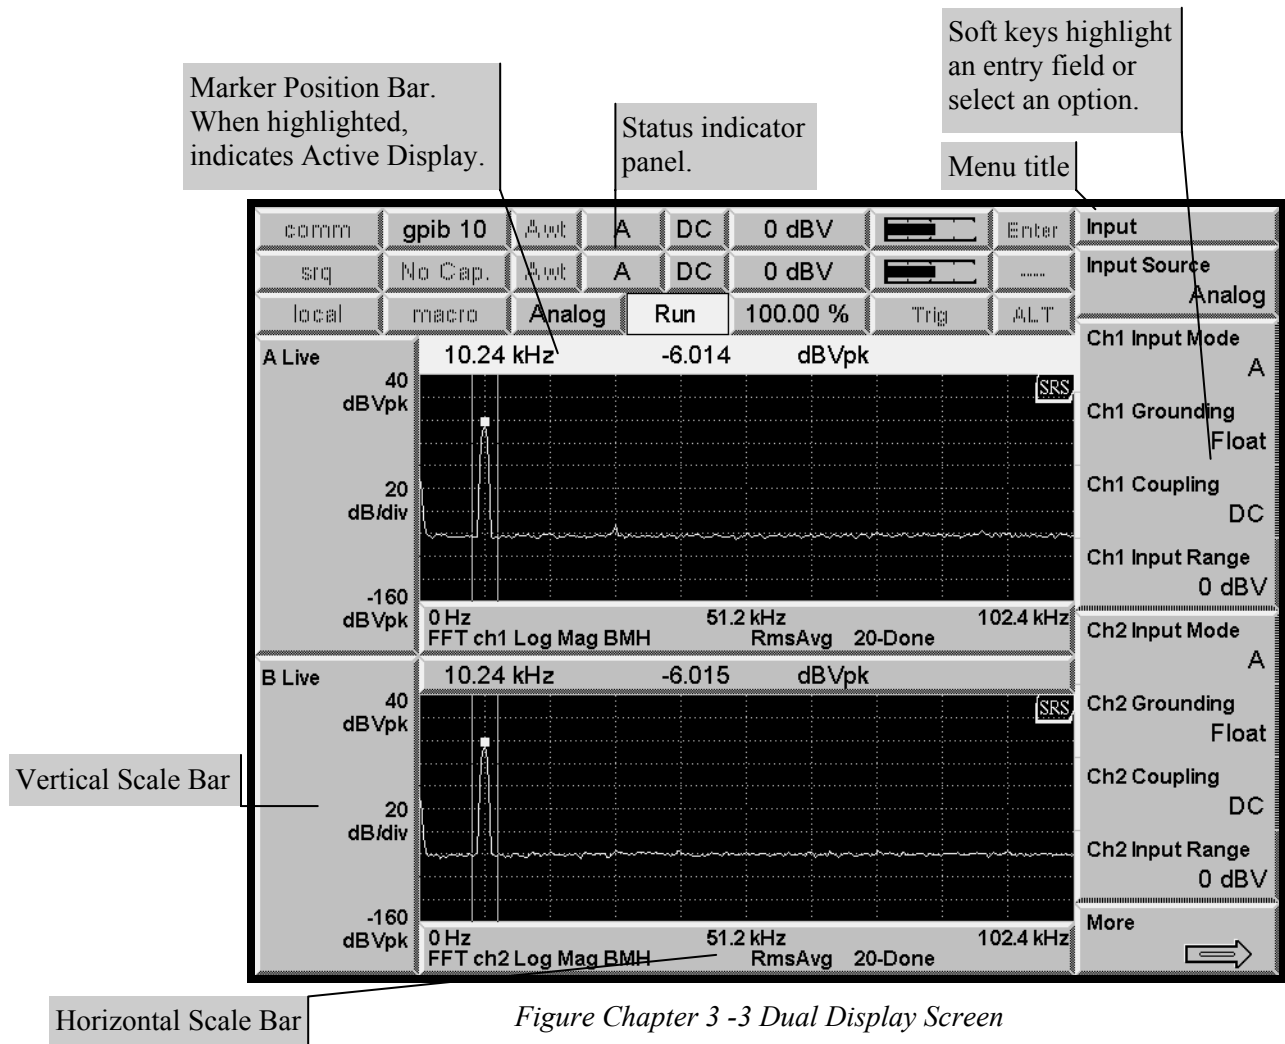 Soft keys highlight
an entry field or
select an option.
Marker Position Bar.
When highlighted,
indicates Active Display.
Status indicator
panel.
Menu title
comm gpib 10 Awt A DC 0 dBV Enter
srq No Cap. Awt A DC 0 dBV ......
local macro Analog Run 100.00 % Trig ALT
Input
Input Source
Analog
Ch1 Input Mode
A
Ch1 Grounding
Float
Ch1 Coupling
DC
Ch1 Input Range
0 dBV
Ch2 Input Mode
A
Ch2 Grounding
Float
Ch2 Coupling
DC
Ch2 Input Range
0 dBV
More
A Live
10.24 kHz -6.014 dBVpk
40
dBVpk
SRS
20
dB/div
-160
dBVpk
0 Hz 51.2 kHz 102.4 kHz
FFT ch1 Log Mag BMH RmsAvg 20-Done
B Live
10.24 kHz -6.015 dBVpk
40
dBVpk
SRS
20
dB/div
-160
dBVpk
0 Hz 51.2 kHz 102.4 kHz
FFT ch2 Log Mag BMH RmsAvg 20-Done
Vertical Scale Bar
Horizontal Scale Bar
Figure Chapter 3 -3 Dual Display Screen